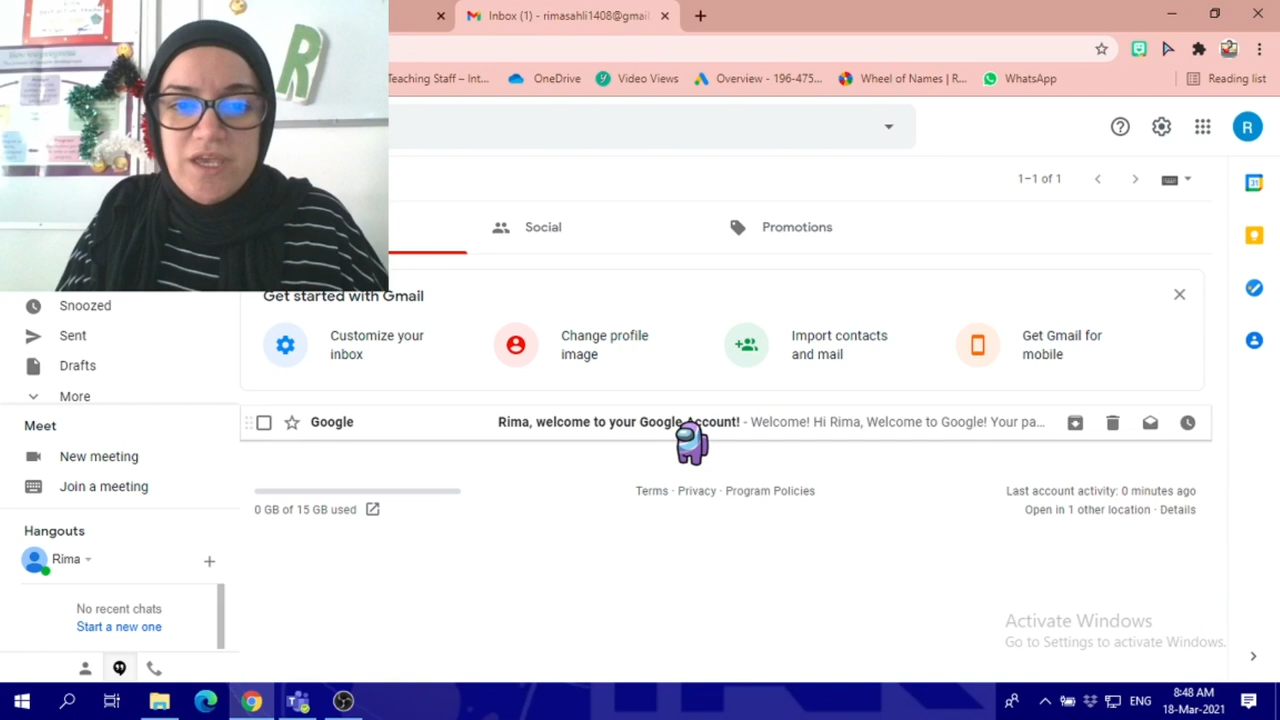 Inbox (1) - rimasahli1408@gmai
Teaching Staff – Int...
OneDrive
Video Views
Overview - 196-475...
Wheel of Names | R...
WhatsApp
Reading list
R
R
1–1 of 1
31
Social
Promotions
Get started with Gmail
Customize your inbox
Change profile image
Import contacts and mail
Get Gmail for mobile
Snoozed
Sent
Drafts
More
Google
Rima, welcome to your Google Account! - Welcome! Hi Rima, Welcome to Google! Your pa...
Meet
New meeting
Join a meeting
Terms · Privacy · Program Policies
Last account activity: 0 minutes ago
0 GB of 15 GB used
Open in 1 other location · Details
Hangouts
Rima
No recent chats
Start a new one
Activate Windows
Go to Settings to activate Windows.
ENG
8:48 AM
18-Mar-2021